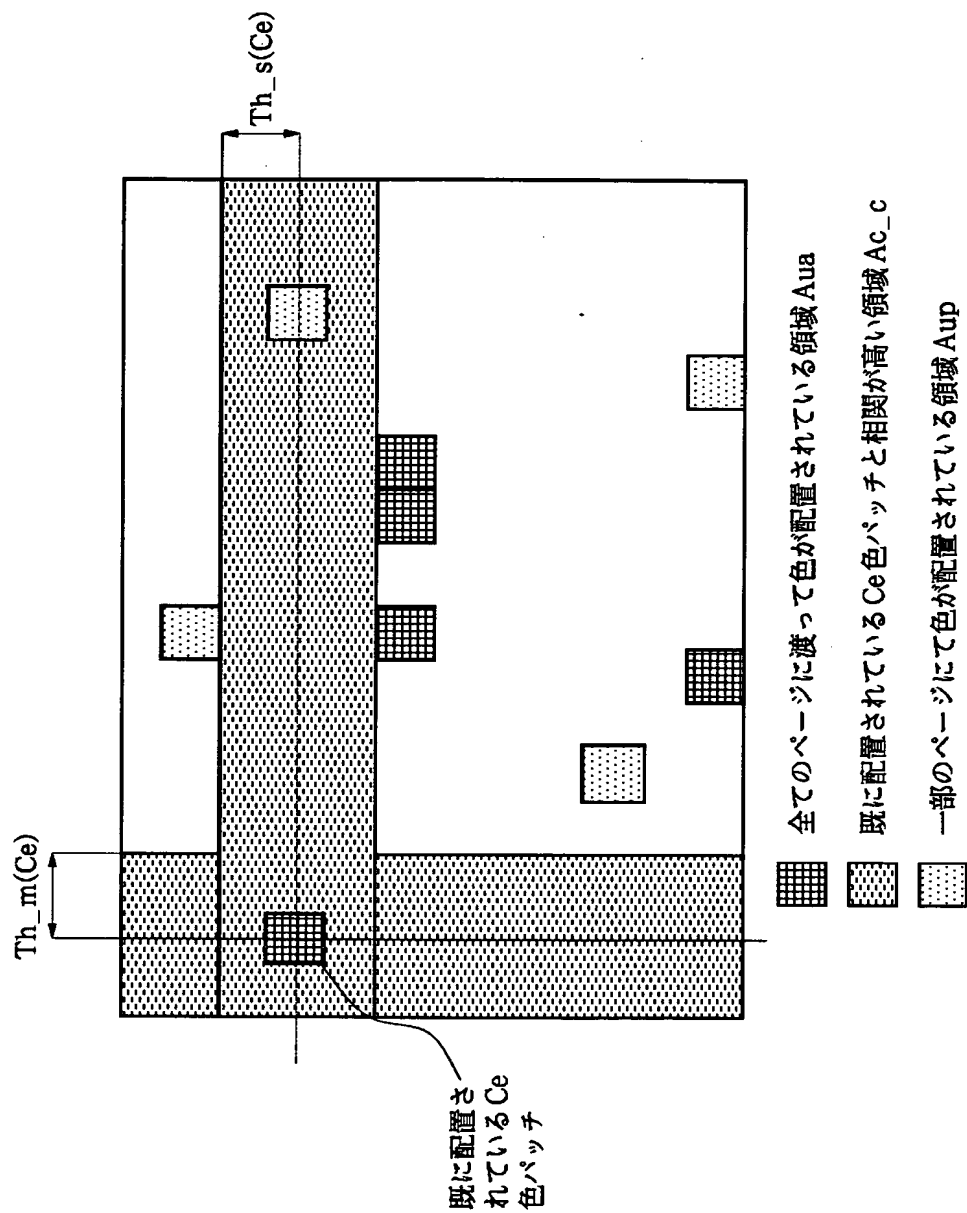 Th_m(Ce)
Th_s(Ce)
既に配置さ
れているCe
色パッチ
全てのページに渡って色が配置されている領域Aua
既に配置されているCe色パッチと相関が高い領域Ac_c
一部のページにて色が配置されている領域Aup